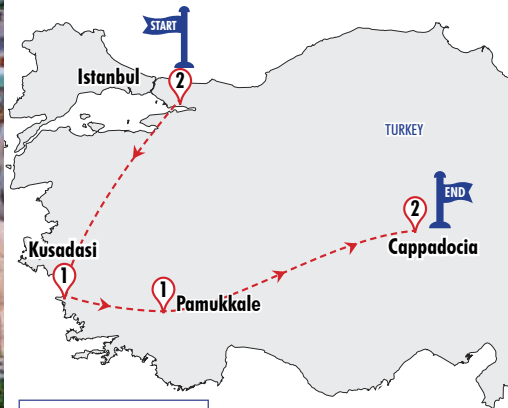 START
Istanbul
2
TURKEY
END
2
Cappadocia
Kusadasi
1
1
Pamukkale